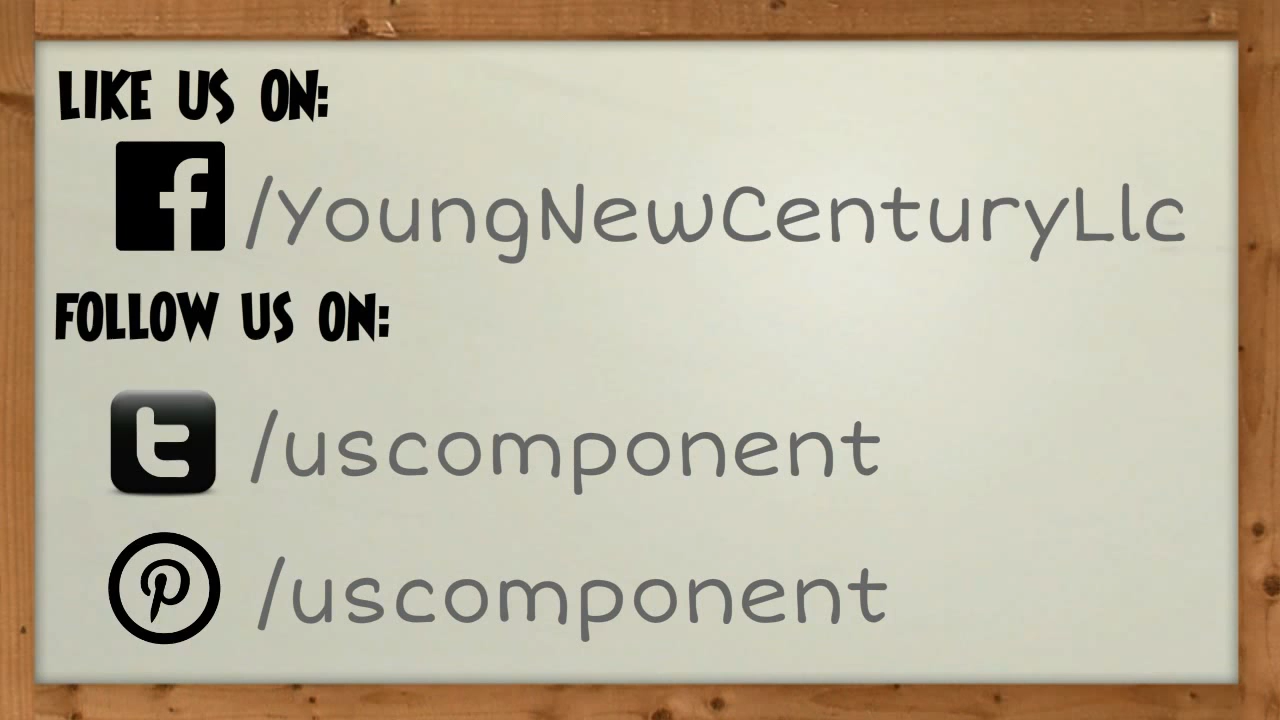 LIKE US ON:
/YoungNewCenturyLlc
FOLLOW US ON:
/uscomponent
/uscomponent